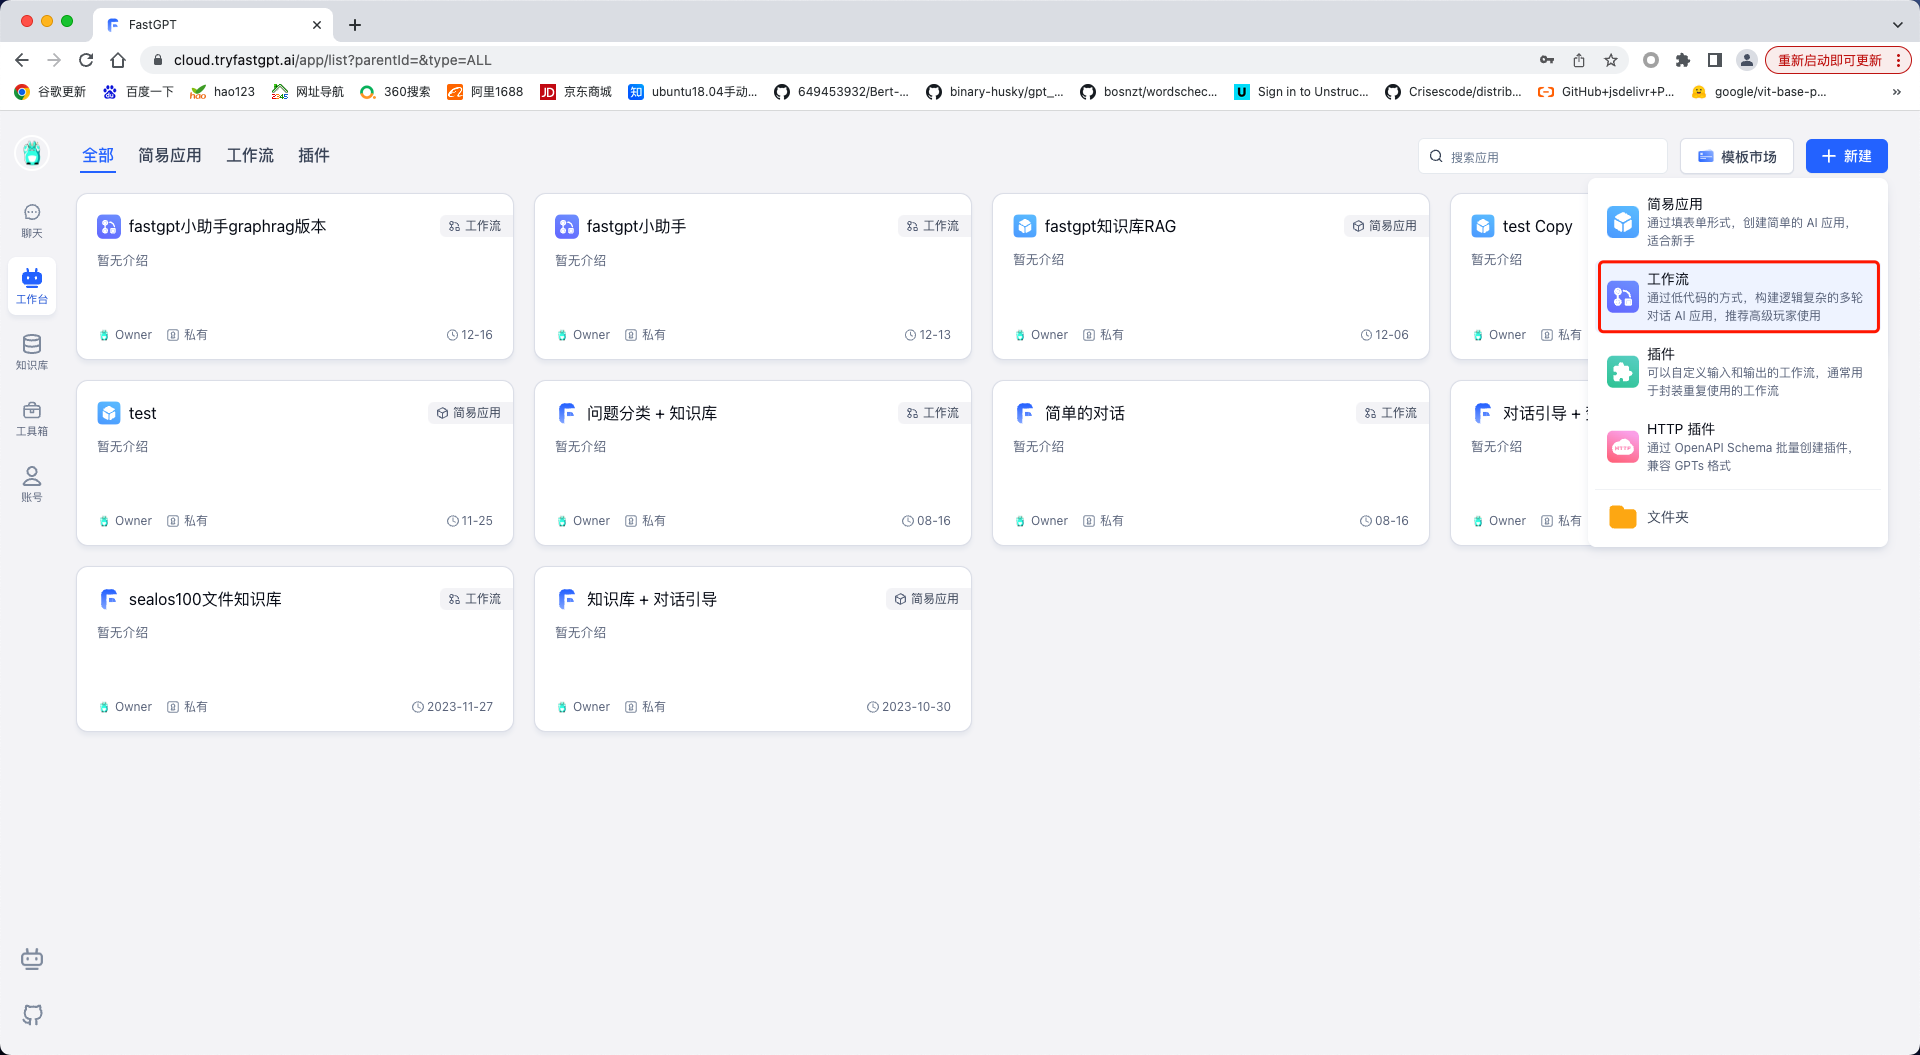 FastGPT
cloud.tryfastgpt.ai/app/list?parentId=&type=ALL
重新启动即可更新
谷歌更新
百度一下
hao123
网址导航
360搜索
阿里1688
JD 京东商城
知 ubuntu18.04手动...
649453932/Bert-...
binary-husky/gpt_...
bosnzt/wordschec...
U Sign in to Unstruc...
Crisescode/distrib...
GitHub+jsdelivr+P...
google/vit-base-p...
»
全部 简易应用 工作流 插件
搜索应用
模板市场
新建
聊天
工作台
知识库
工具箱
账号
fastgpt小助手graphrag版本
工作流
暂无介绍
Owner 私有 12-16
fastgpt小助手
工作流
暂无介绍
Owner 私有 12-13
fastgpt知识库RAG
简易应用
暂无介绍
Owner 私有 12-06
test Copy
暂无介绍
Owner 私有
test
简易应用
暂无介绍
Owner 私有 11-25
问题分类 + 知识库
工作流
暂无介绍
Owner 私有 08-16
简单的对话
工作流
暂无介绍
Owner 私有 08-16
对话引导 +
暂无介绍
Owner 私有
sealos100文件知识库
工作流
暂无介绍
Owner 私有 2023-11-27
知识库 + 对话引导
简易应用
暂无介绍
Owner 私有 2023-10-30
简易应用
通过填表单形式，创建简单的 AI 应用，
适合新手
工作流
通过低代码的方式，构建逻辑复杂的多轮
对话 AI 应用，推荐高级玩家使用
插件
可以自定义输入和输出的工作流，通常用
于封装重复使用的工作流
HTTP 插件
通过 OpenAPI Schema 批量创建插件，
兼容 GPTs 格式
文件夹